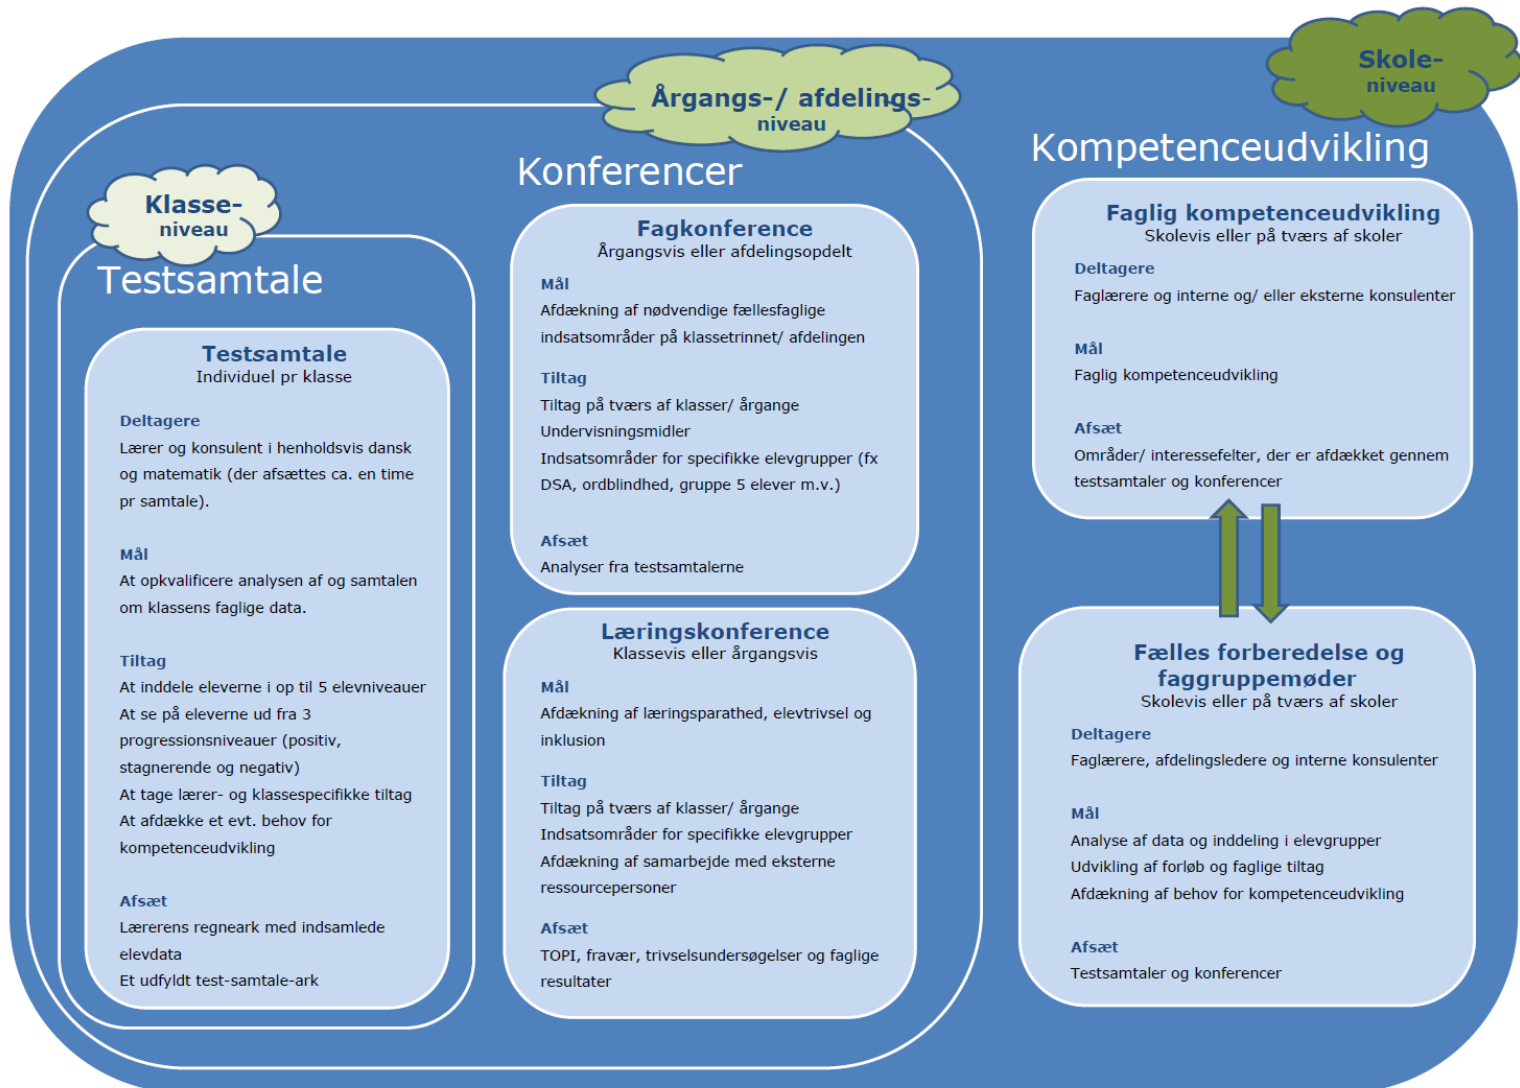 Skole-
niveau
Årgangs-/ afdelings-
niveau
Klasse-
niveau
Testsamtale
Testsamtale
Individuel pr klasse
Deltagere
Lærer og konsulent i henholdsvis dansk
og matematik (der afsættes ca. en time
pr samtale).
Mål
At opkvalificere analysen af og samtalen
om klassens faglige data.
Tiltag
At inddele eleverne i op til 5 elevniveauer
At se på eleverne ud fra 3
progressionsniveauer (positiv,
stagnerende og negativ)
At tage lærer- og klassespecifikke tiltag
At afdække et evt. behov for
kompetenceudvikling
Afsæt
Lærerens regneark med indsamlede
elevdata
Et udfyldt test-samtale-ark
Konferencer
Fagkonference
Årgangsvis eller afdelingsopdelt
Mål
Afdækning af nødvendige fællesfaglige
indsatsområder på klassetrinnet/ afdelingen
Tiltag
Tiltag på tværs af klasser/ årgange
Undervisningsmidler
Indsatsområder for specifikke elevgrupper (fx
DSA, ordblindhed, gruppe 5 elever m.v.)
Afsæt
Analyser fra testsamtalerne
Læringskonference
Klassevis eller årgangsvis
Mål
Afdækning af læringsparathed, elevtrivsel og
inklusion
Tiltag
Tiltag på tværs af klasser/ årgange
Indsatsområder for specifikke elevgrupper
Afdækning af samarbejde med eksterne
ressourcepersoner
Afsæt
TOPI, fravær, trivselsundersøgelser og faglige
resultater
Kompetenceudvikling
Faglig kompetenceudvikling
Skolevis eller på tværs af skoler
Deltagere
Faglærere og interne og/ eller eksterne konsulenter
Mål
Faglig kompetenceudvikling
Afsæt
Områder/ interessefelter, der er afdækket gennem
testsamtaler og konferencer
Fælles forberedelse og
faggruppemøder
Skolevis eller på tværs af skoler
Deltagere
Faglærere, afdelingsledere og interne konsulenter
Mål
Analyse af data og inddeling i elevgrupper
Udvikling af forløb og faglige tiltag
Afdækning af behov for kompetenceudvikling
Afsæt
Testsamtaler og konferencer